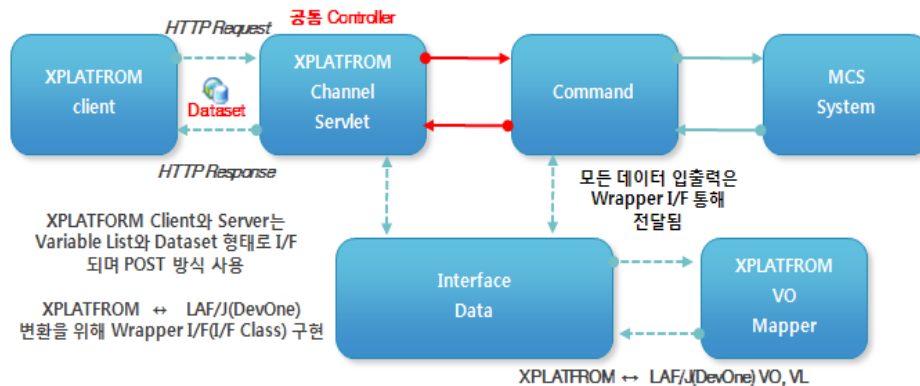 HTTP Request
공통 Controller
XPLATFROM
client
Dataset
XPLATFROM
Channel
Servlet
Command
MCS
System
HTTP Response
모든 데이터 입출력은
Wrapper I/F 통해
전달됨
XPLATFORM Client와 Server는
Variable List와 Dataset 형태로 I/F
되며 POST 방식 사용
XPLATFROM ↔ LAF/J(DevOne)
변환을 위해 Wrapper I/F(I/F Class) 구현
Interface
Data
XPLATFROM
VO
Mapper
XPLATFROM ↔ LAF/J(DevOne) VO, VL